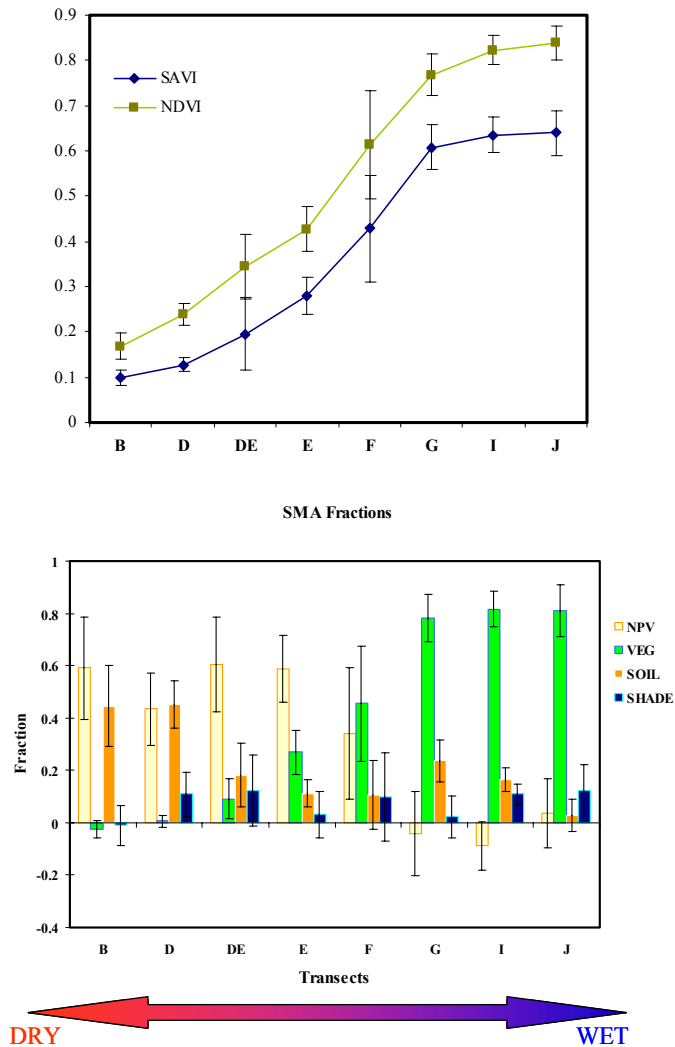 0.9
0.8
0.7
0.6
0.5
0.4
0.3
0.2
0.1
0
SAVI
NDVI
B D DE E F G I J
SMA Fractions
1
0.8
0.6
0.4
0.2
0
-0.2
-0.4
Fraction
NPV
VEG
SOIL
SHADE
B D DE E F G I J
Transects
DRY WET